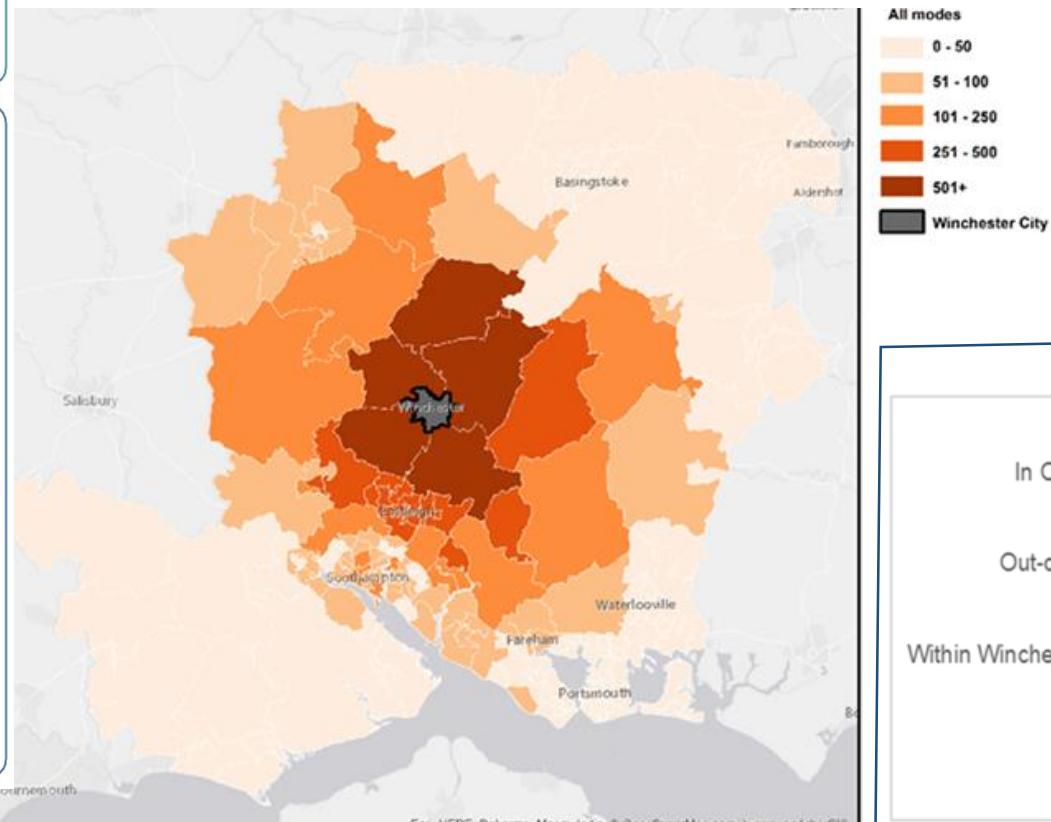 All modes
0 - 50
51 - 100
101 - 250
251 - 500
501+
Winchester City
Farnborough
Basingstoke
Aldershot
Salisbury
Winchester
Eastleigh
Southampton
Waterlooville
Fareham
Portsmouth
Bo
ournemouth
In C
Out-o
Within Winche